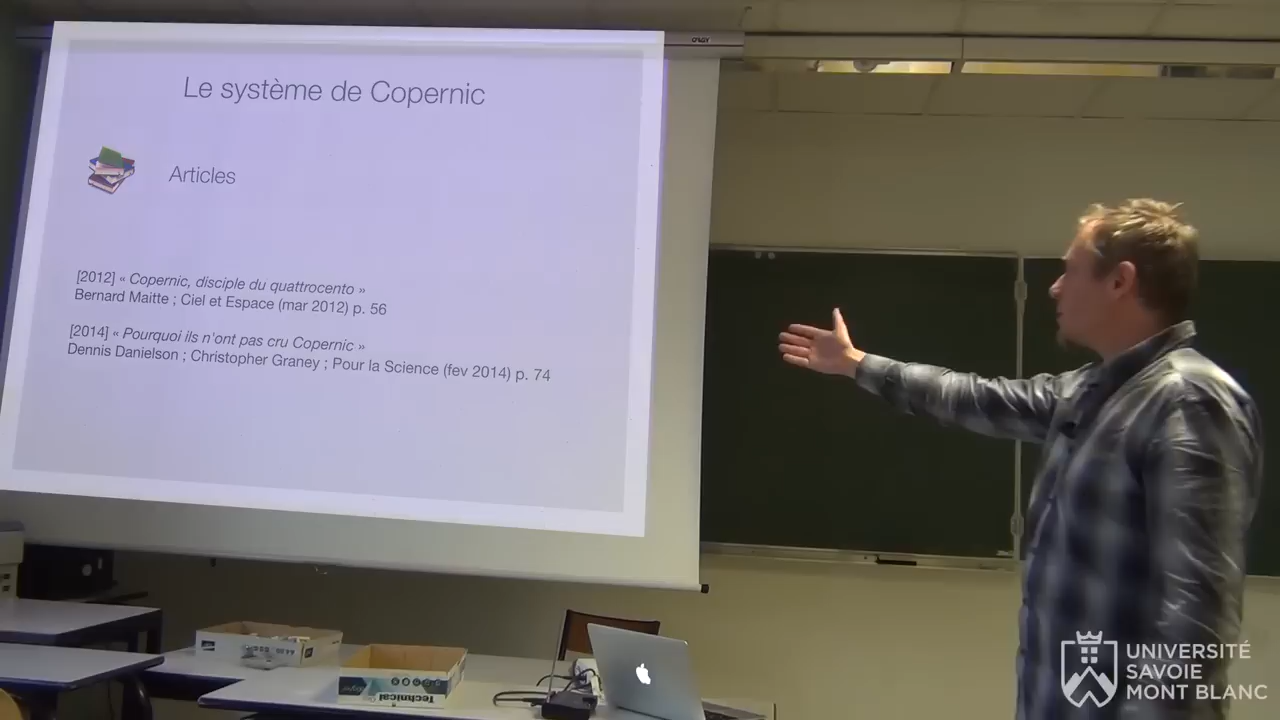 Le système de Copernic
Articles
[2012] « Copernic, disciple du quattrocento »
Bernard Maitte ; Ciel et Espace (mar 2012) p. 56
[2014] « Pourquoi ils n'ont pas cru Copernic »
Dennis Danielson ; Christopher Graney ; Pour la Science (fev 2014) p. 74
Technical
UNIVERSITÉ
SAVOIE
MONT BLANC